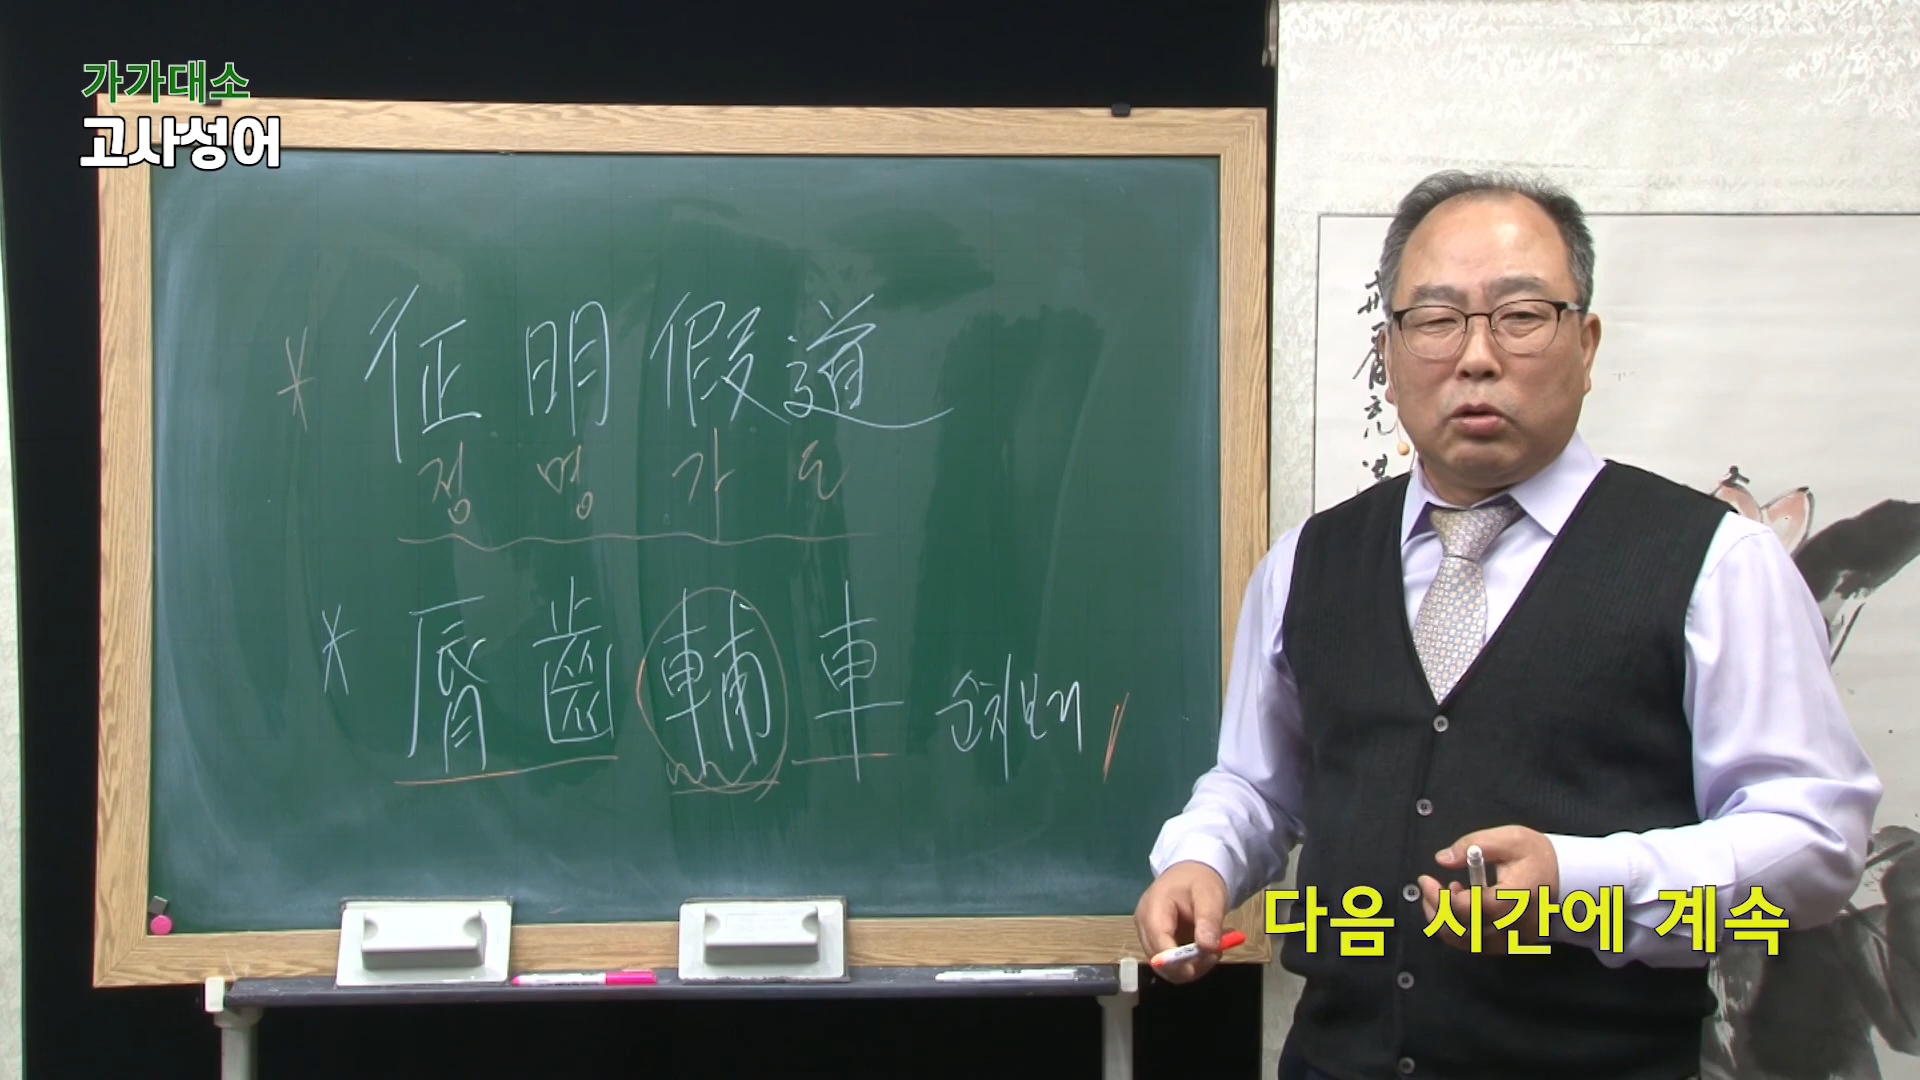 가가대소
고사성어
征明假道
정명가도
脣齒輔車 순치보거
다음 시간에 계속